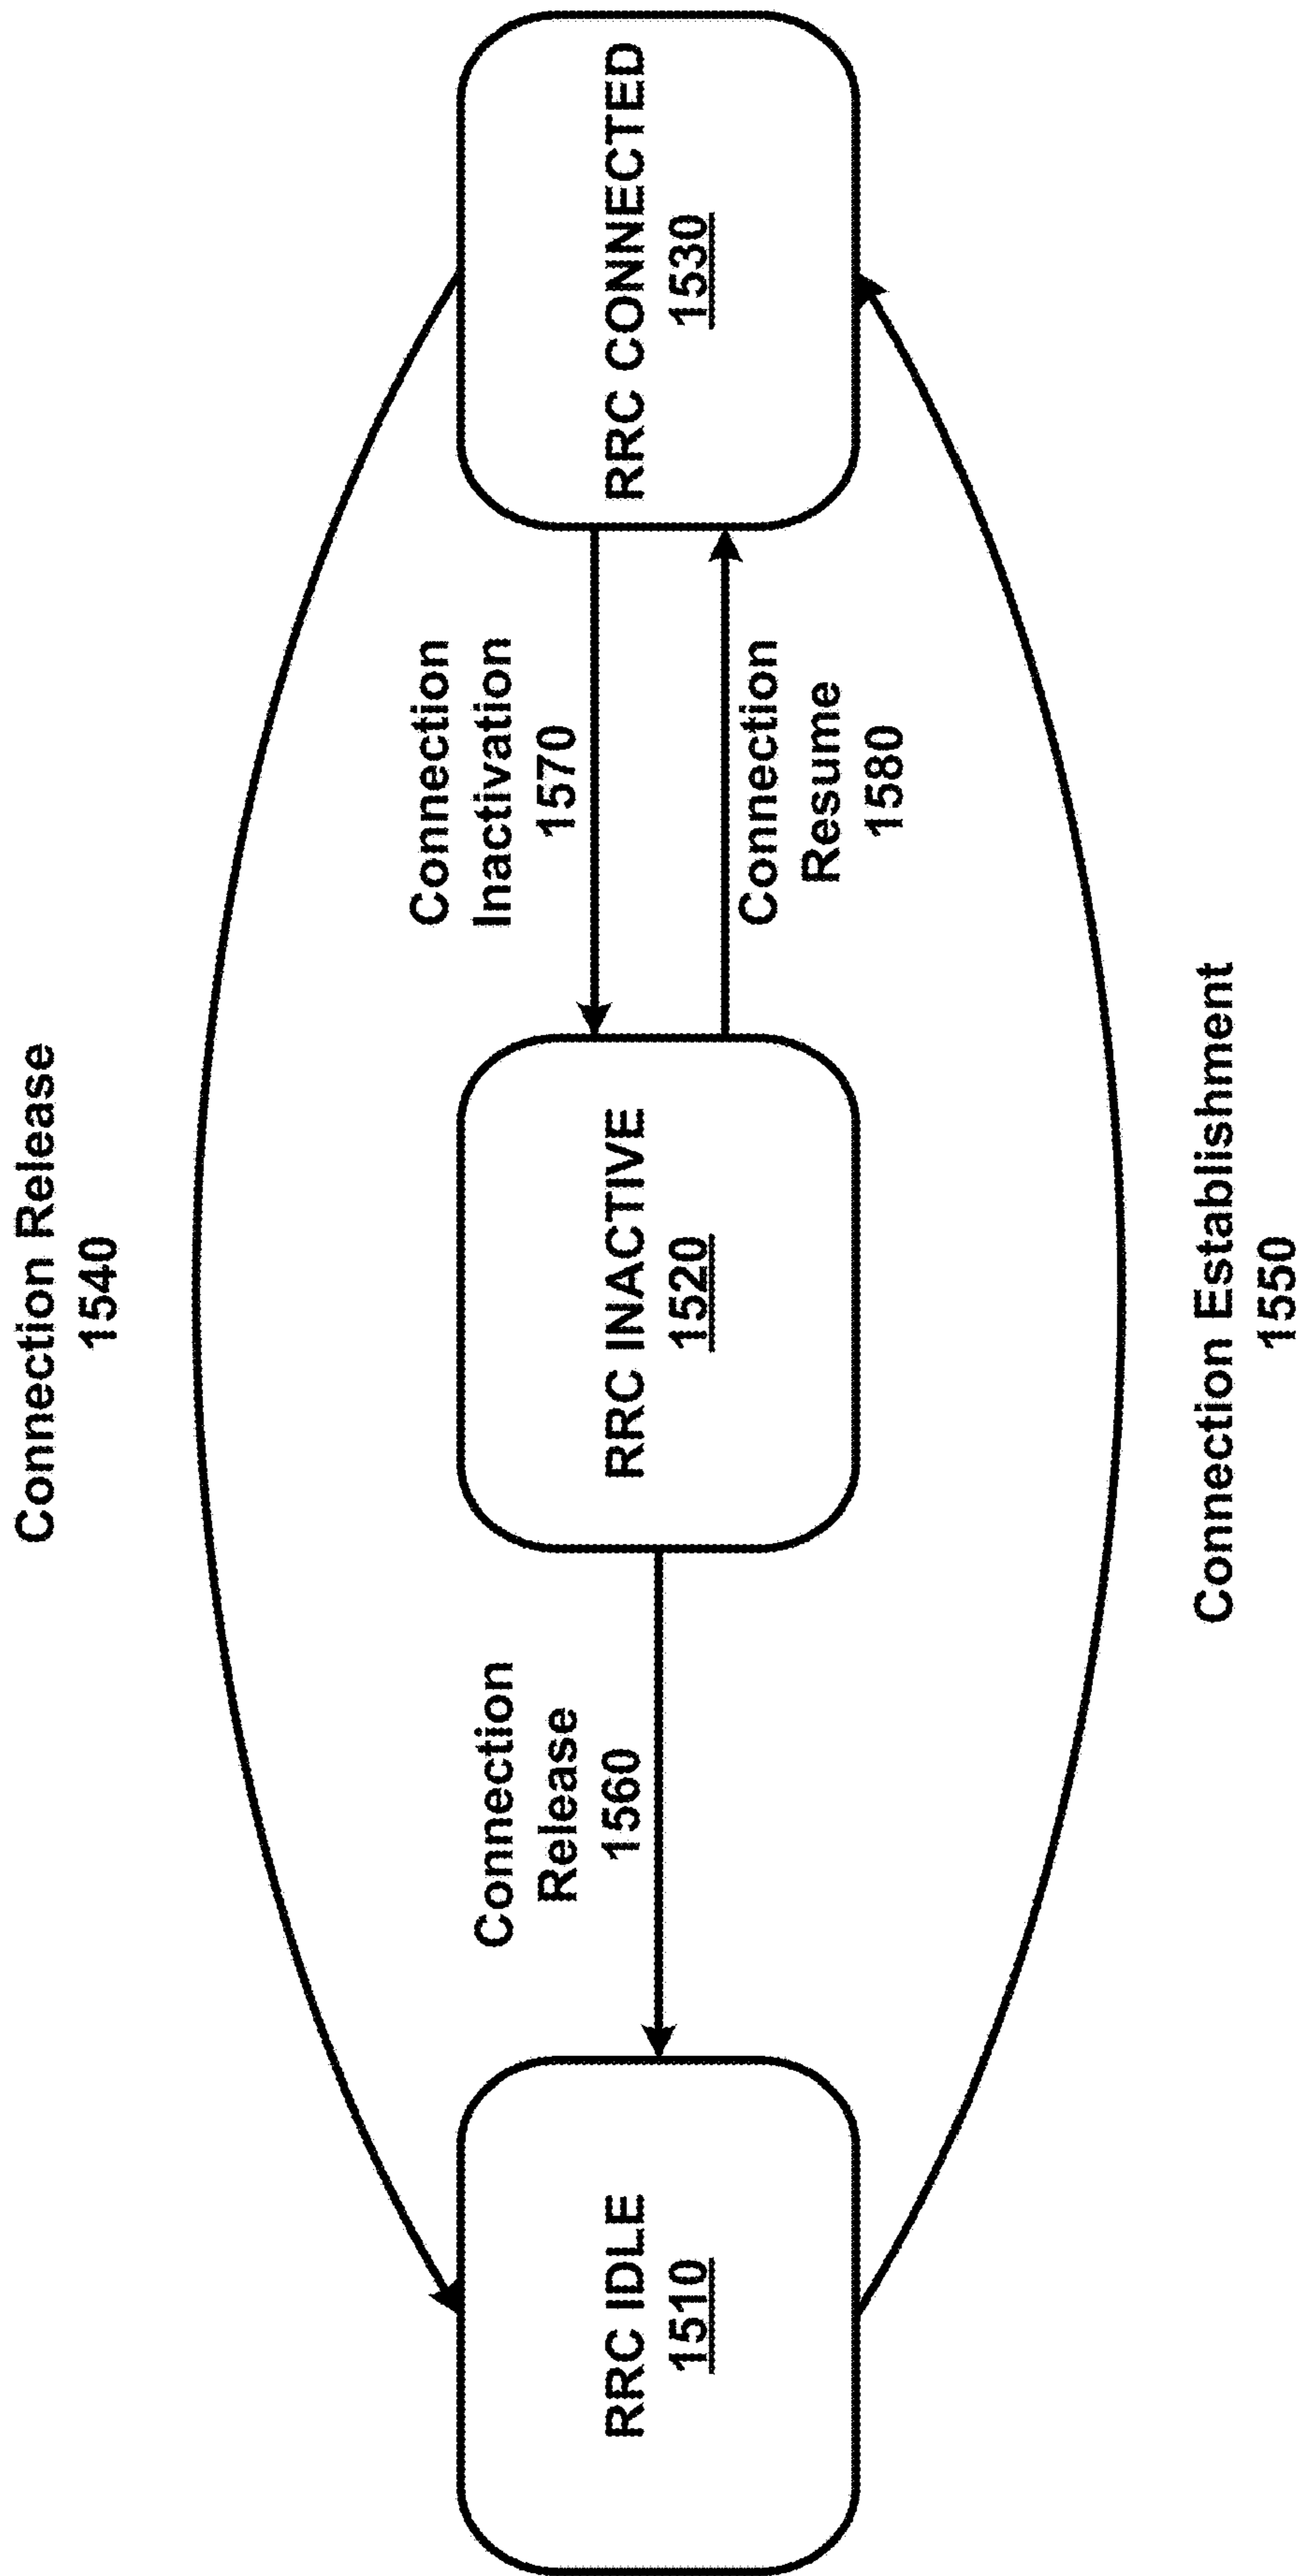 Connection Release
1540
RRC IDLE
1510
Connection
Release
1560
RRC INACTIVE
1520
Connection
Inactivation
1570
Connection
Resume
1580
RRC CONNECTED
1530
Connection Establishment
1550